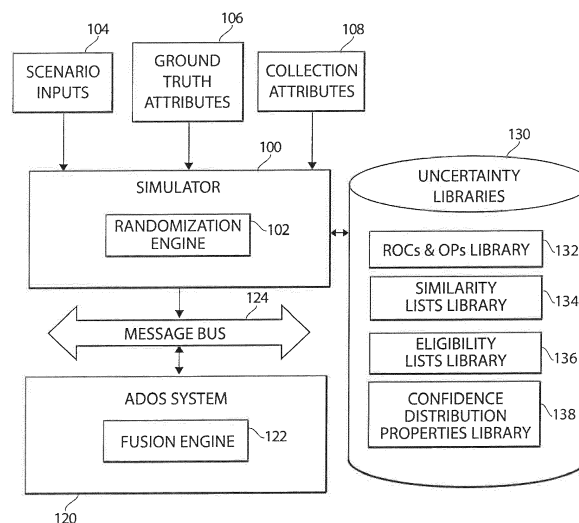 104
106
108
SCENARIO
INPUTS
GROUND
TRUTH
ATTRIBUTES
COLLECTION
ATTRIBUTES
100
130
SIMULATOR
RANDOMIZATION
ENGINE
102
UNCERTAINTY
LIBRARIES
ROCs & OPs LIBRARY
132
SIMILARITY
LISTS LIBRARY
134
124
MESSAGE BUS
ELIGIBILITY
LISTS LIBRARY
136
ADOS SYSTEM
FUSION ENGINE
122
CONFIDENCE
DISTRIBUTION
PROPERTIES LIBRARY
138
120